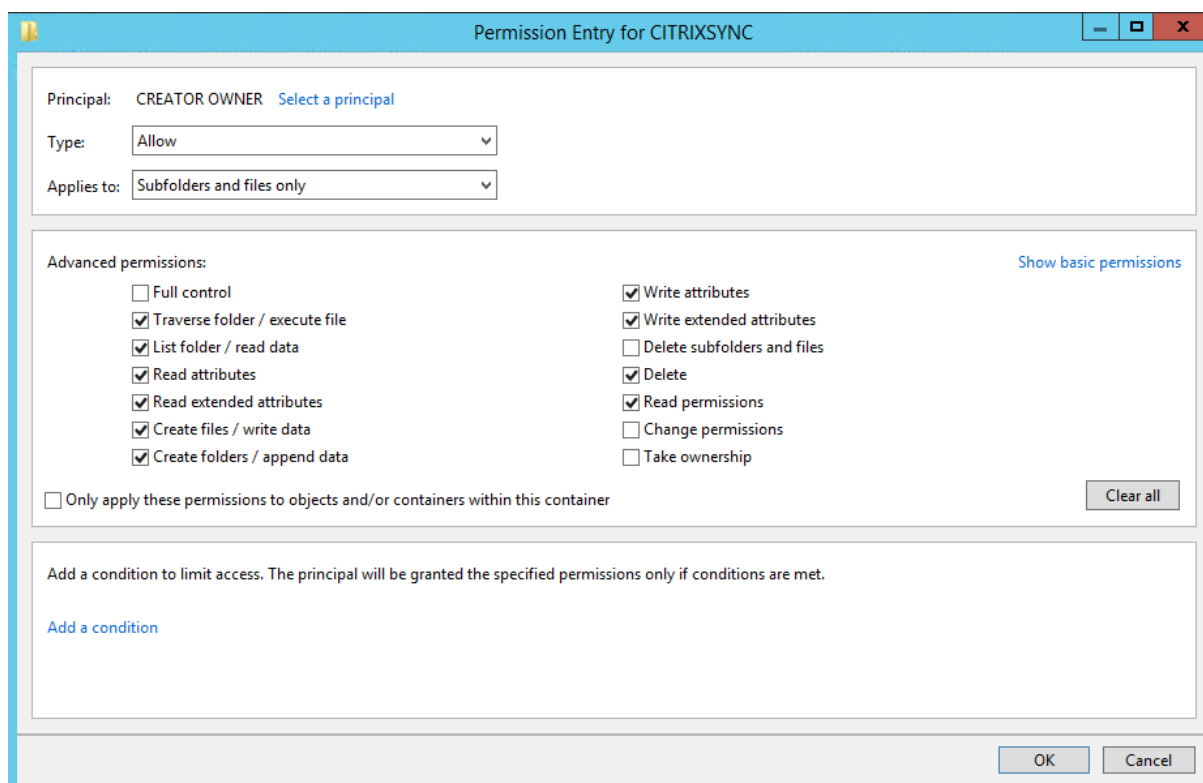 Permission Entry for CITRIXSYNC
Principal: CREATOR OWNER Select a principal
Type: Allow
Applies to: Subfolders and files only
Advanced permissions: Show basic permissions
Full control
Traverse folder / execute file
List folder / read data
Read attributes
Read extended attributes
Create files / write data
Create folders / append data
Write attributes
Write extended attributes
Delete subfolders and files
Delete
Read permissions
Change permissions
Take ownership
Only apply these permissions to objects and/or containers within this container
Clear all
Add a condition to limit access. The principal will be granted the specified permissions only if conditions are met.
Add a condition
OK Cancel